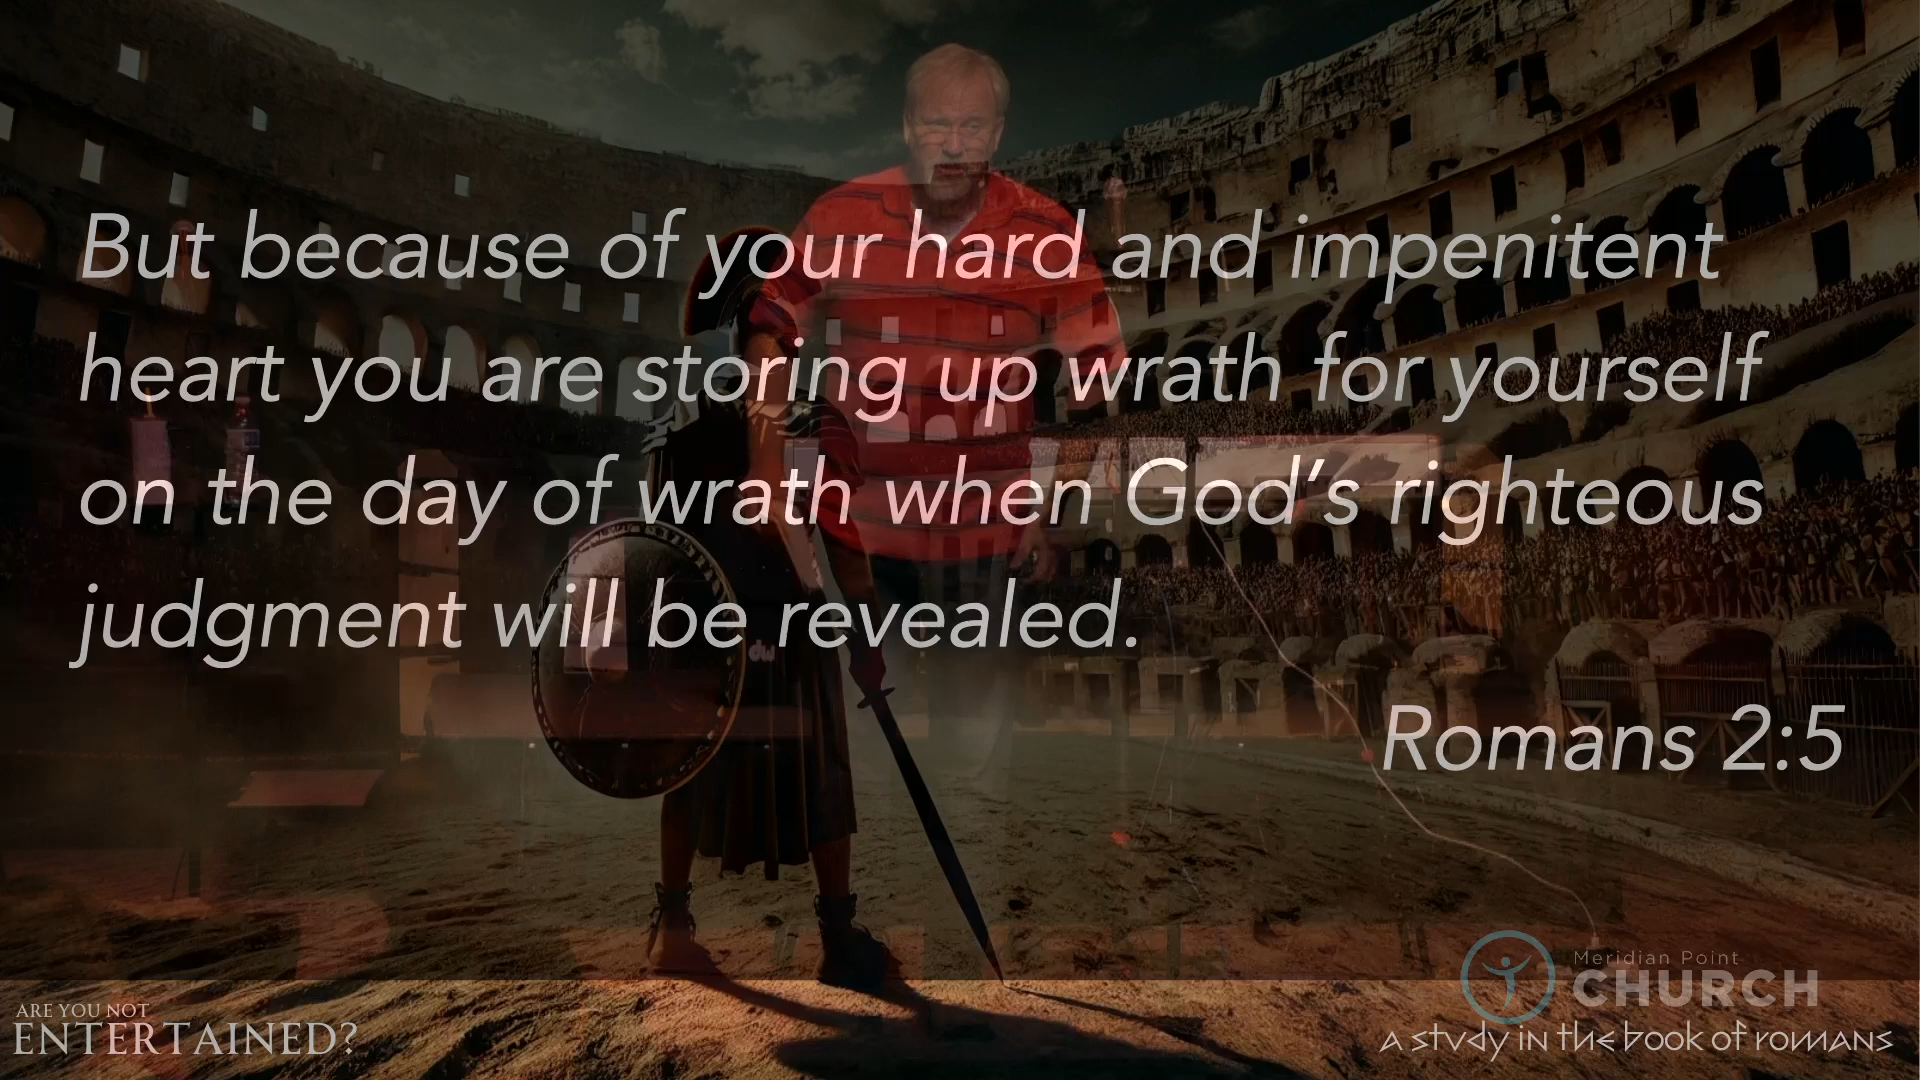 But because of your hard and impenitent
heart you are storing up wrath for yourself
on the day of wrath when God’s righteous
judgment will be revealed.
Romans 2:5
Meridian Point
CHURCH
ARE YOU NOT
ENTERTAINED?
A study in the book of romans